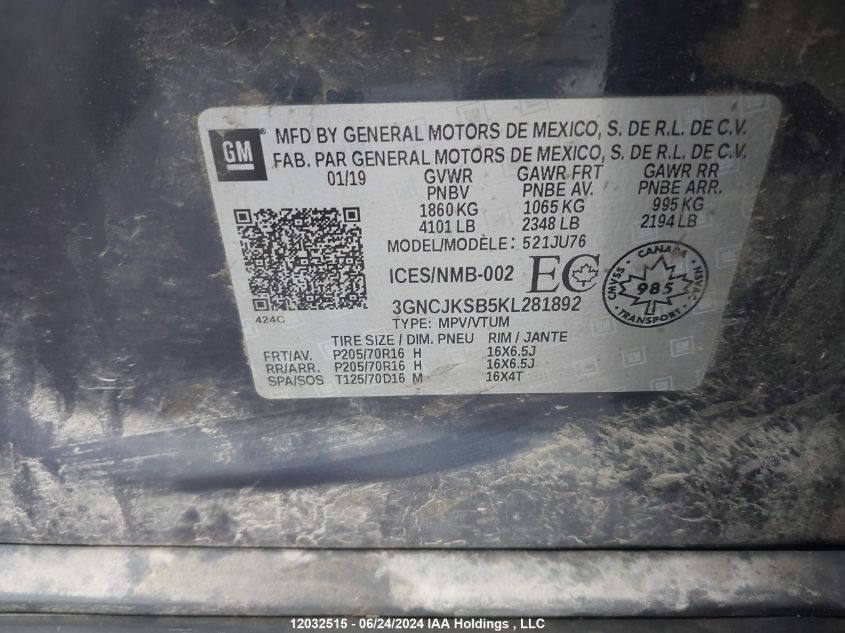 GM
MFD BY GENERAL MOTORS DE MEXICO, S. DE R.L. DE C.V.
FAB. PAR GENERAL MOTORS DE MEXICO, S. DE R.L. DE C.V.
01/19 GVWR GAWR FRT GAWR RR
PNBV PNBE AV. PNBE ARR.
1860 KG 1065 KG 995 KG
4101 LB 2348 LB 2194 LB
MODEL/MODÈLE: 521JU76
ICES/NMB-002 EC
CANADA
CMVSS 985 NSVAC
TRANSPORT
3GNCJKSB5KL281892
424C
TYPE: MPV/VTUM
TIRE SIZE / DIM. PNEU RIM / JANTE
FRT/AV. P205/70R16 H 16X6.5J
RR/ARR. P205/70R16 H 16X6.5J
SPA/SOS T125/70D16 M 16X4T
12032515 - 06/24/2024 IAA Holdings , LLC